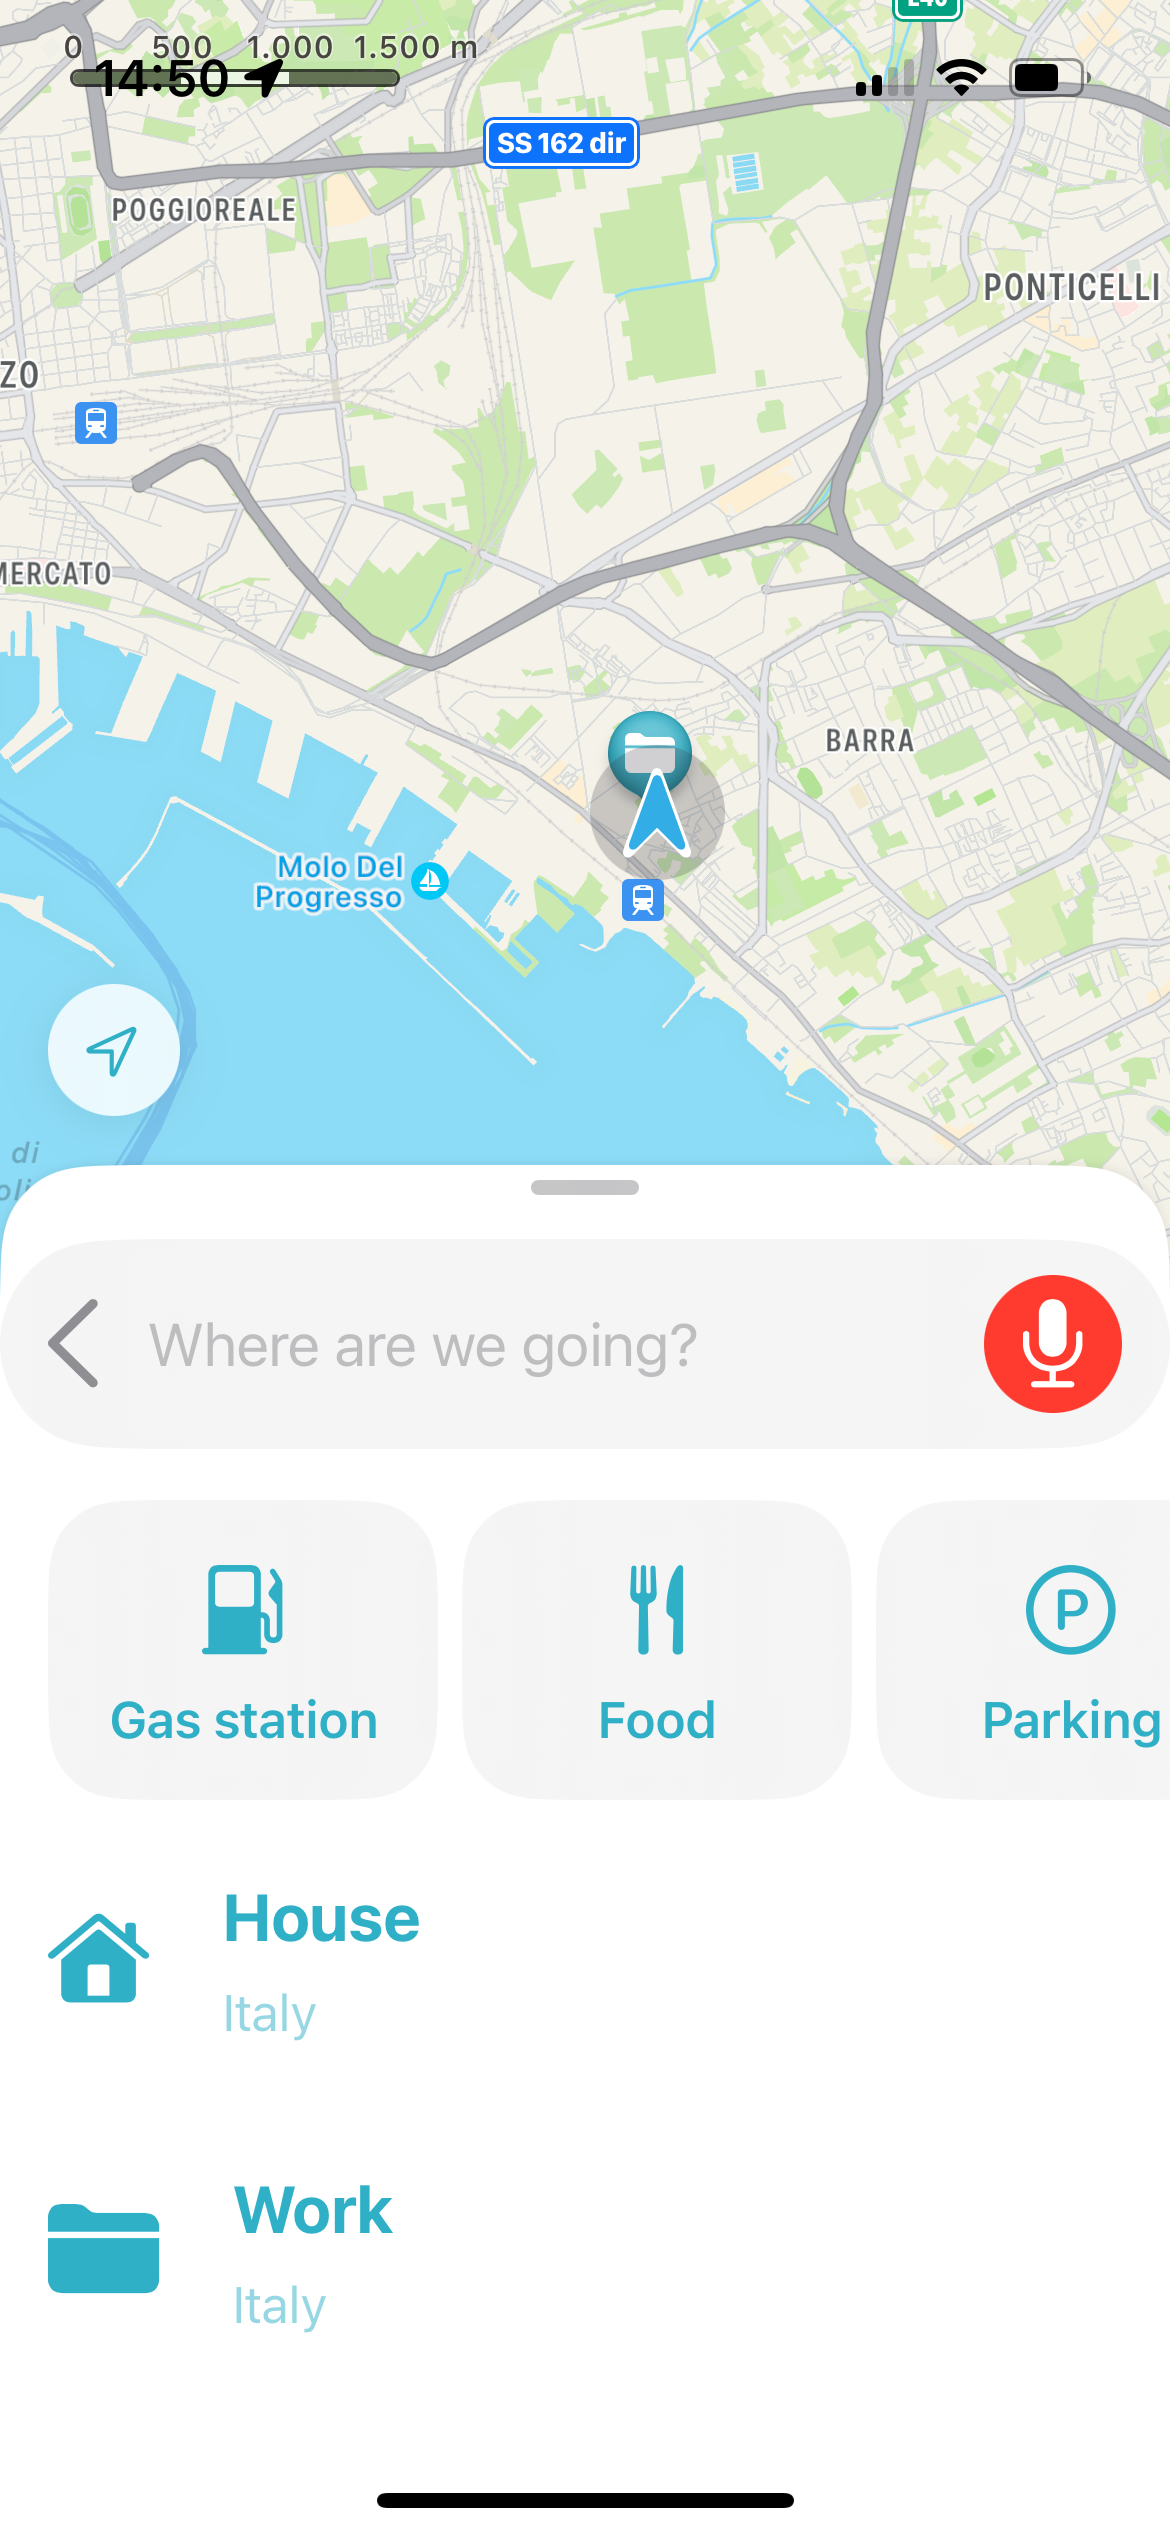 0 500 1.000 1.500 m
14:50
SS 162 dir
POGGIOREALE
PONTICELLI
ZO
MERCATO
BARRA
Molo Del
Progresso
di
Where are we going?
P
Gas station
Food
Parking
House
Italy
Work
Italy